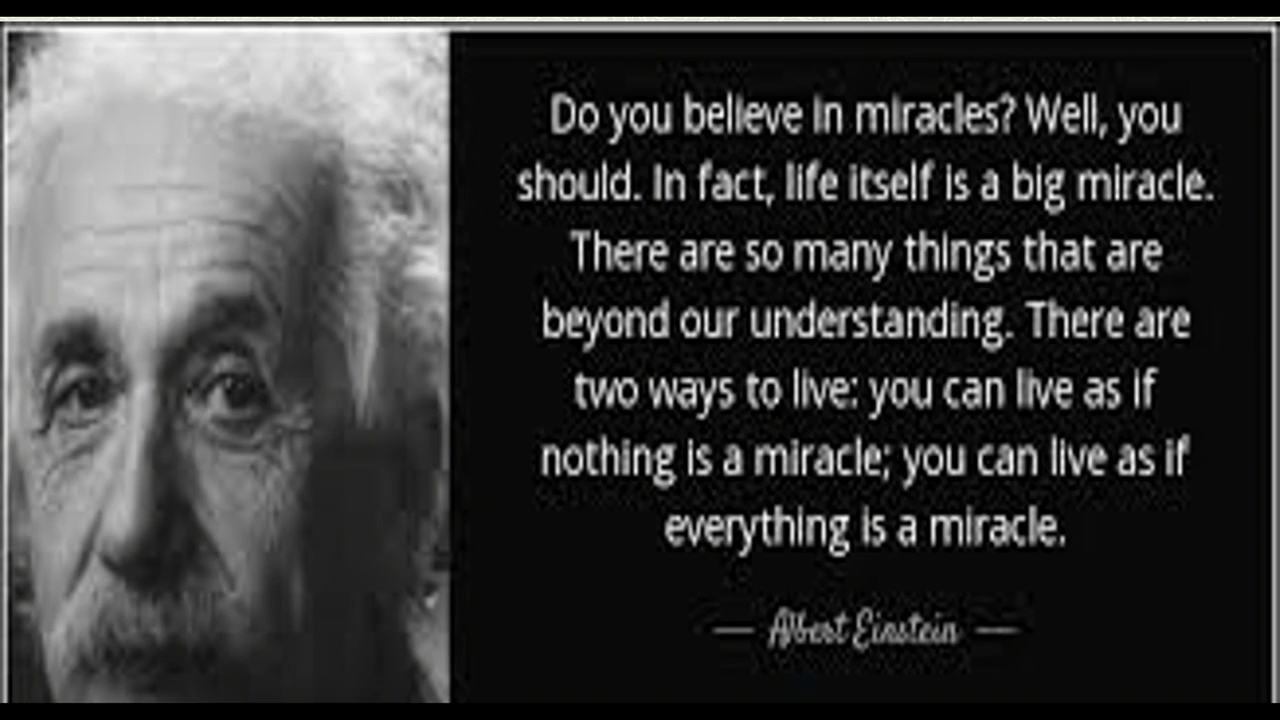 Do you believe in miracles? Well, you
should. In fact, life itself is a big miracle.
There are so many things that are
beyond our understanding. There are
two ways to live: you can live as if
nothing is a miracle; you can live as if
everything is a miracle.
— Albert Einstein —